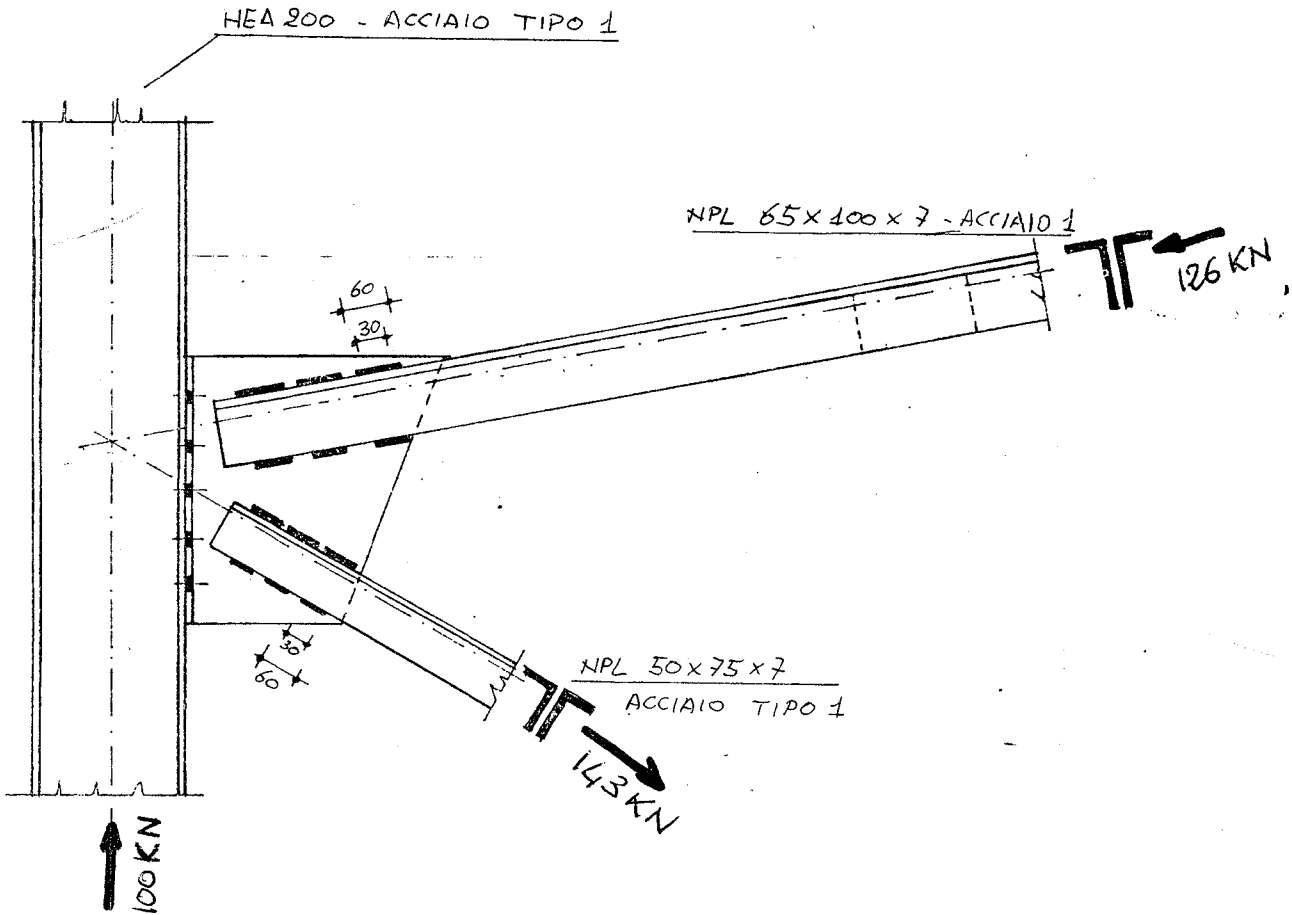 HEA 200 - ACCIAIO TIPO 1
NPL 65 x 100 x 7 - ACCIAIO 1
126 KN
60
30
30
60
NPL 50 x 75 x 7
ACCIAIO TIPO 1
143 KN
100 KN